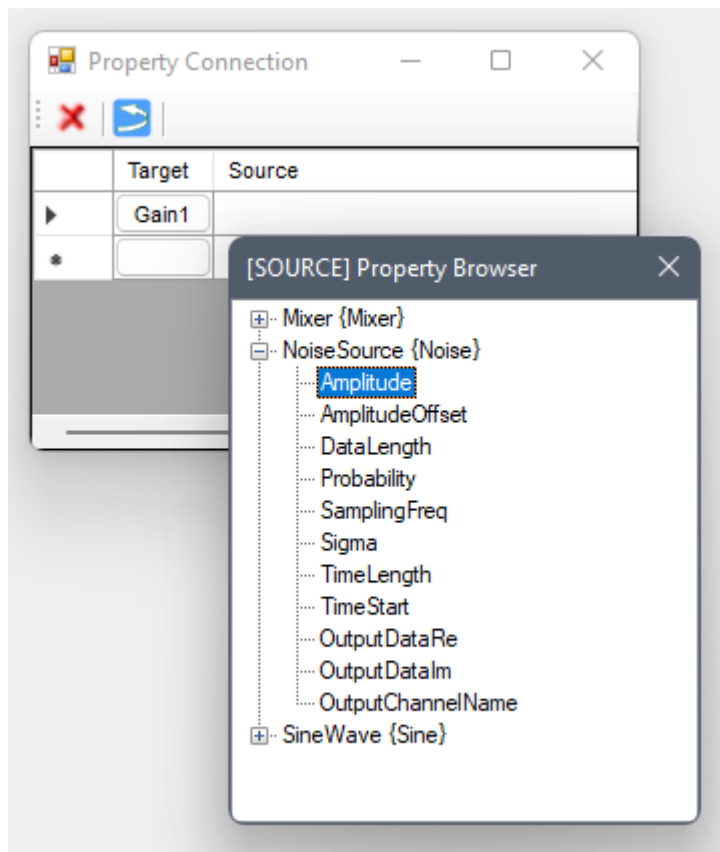 Property Connection
Target Source
Gain1
[SOURCE] Property Browser
Mixer {Mixer}
NoiseSource {Noise}
Amplitude
AmplitudeOffset
DataLength
Probability
SamplingFreq
Sigma
TimeLength
TimeStart
OutputDataRe
OutputDataIm
OutputChannelName
SineWave {Sine}